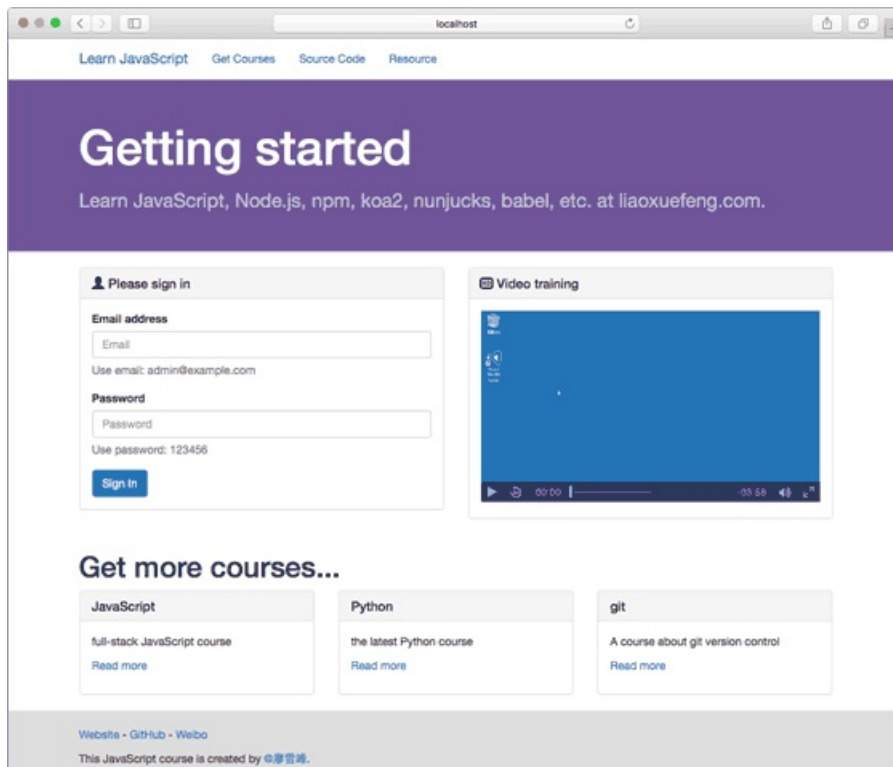 localhost
Learn JavaScript Get Courses Source Code Resource
Getting started
Learn JavaScript, Node.js, npm, koa2, nunjucks, babel, etc. at liaoxuefeng.com.
Please sign in
Email address
Email
Use email: admin@example.com
Password
Password
Use password: 123456
Sign In
Video training
00:00 -03:58
Get more courses...
JavaScript
full-stack JavaScript course
Read more
Python
the latest Python course
Read more
git
A course about git version control
Read more
Website - GitHub - Weibo
This JavaScript course is created by @廖雪峰.